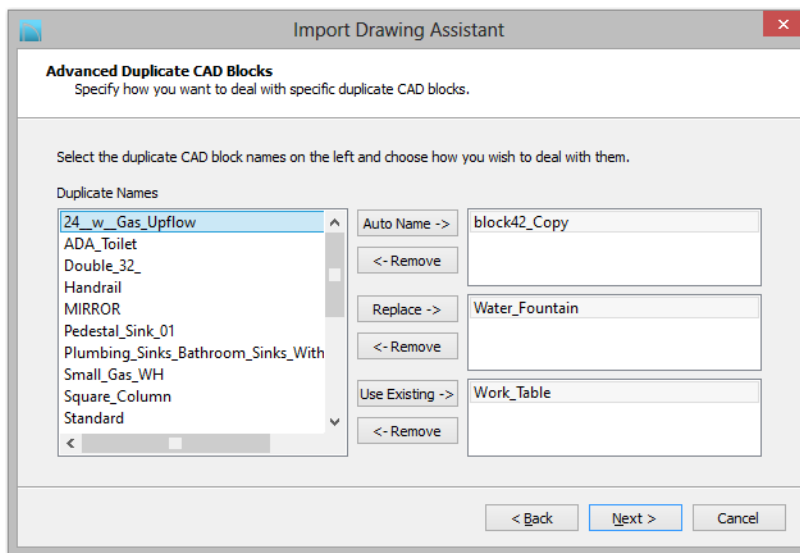 Import Drawing Assistant
Advanced Duplicate CAD Blocks
Specify how you want to deal with specific duplicate CAD blocks.
Select the duplicate CAD block names on the left and choose how you wish to deal with them.
Duplicate Names
24__w__Gas_Upflow
ADA_Toilet
Double_32_
Handrail
MIRROR
Pedestal_Sink_01
Plumbing_Sinks_Bathroom_Sinks_With
Small_Gas_WH
Square_Column
Standard
Auto Name ->
<- Remove
block42_Copy
Replace ->
<- Remove
Water_Fountain
Use Existing ->
<- Remove
Work_Table
< Back
Next >
Cancel